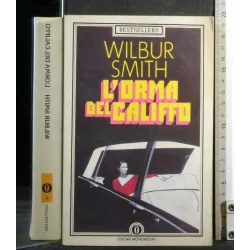 WILBUR SMITH L'ORMA DEL CALIFFO
BESTSELLERS
WILBUR
SMITH
L'ORMA
DEL CALIFFO
OSCAR MONDADORI